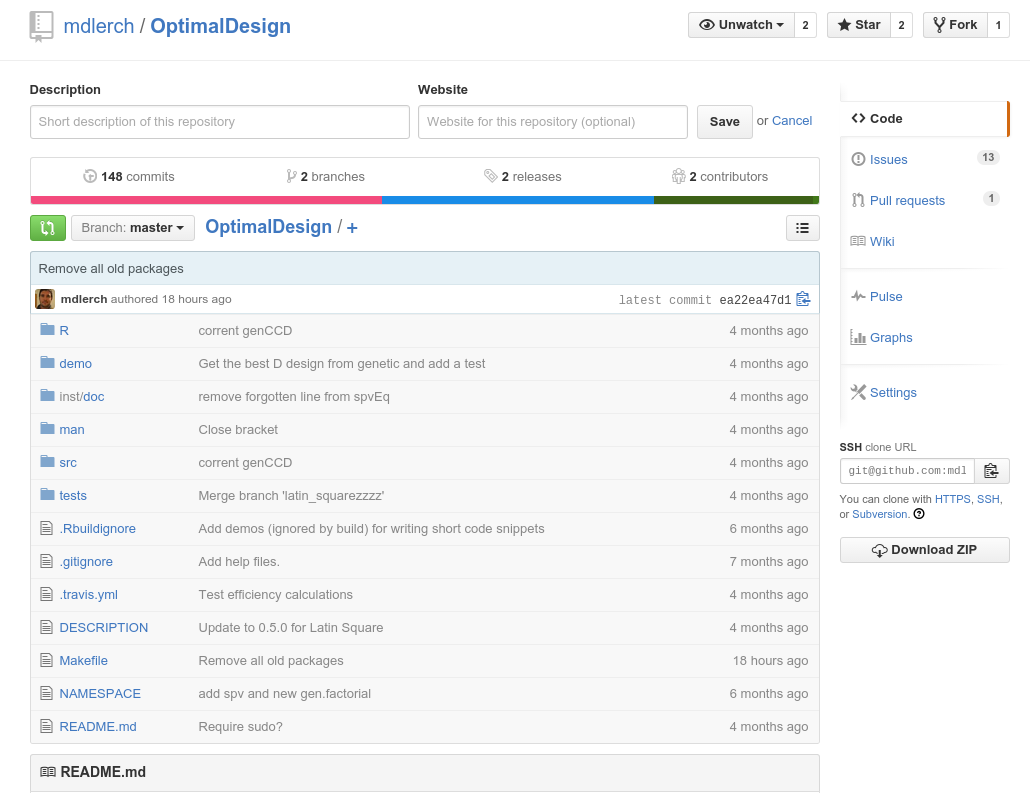 mdlerch / OptimalDesign
Unwatch 2 Star 2 Fork 1
Description Website
Short description of this repository Website for this repository (optional) Save or Cancel
148 commits 2 branches 2 releases 2 contributors
Branch: master OptimalDesign / +
Remove all old packages
mdlerch authored 18 hours ago latest commit ea22ea47d1
R corrent genCCD 4 months ago
demo Get the best D design from genetic and add a test 4 months ago
inst/doc remove forgotten line from spvEq 4 months ago
man Close bracket 4 months ago
src corrent genCCD 4 months ago
tests Merge branch 'latin_squarezzzz' 4 months ago
.Rbuildignore Add demos (ignored by build) for writing short code snippets 6 months ago
.gitignore Add help files. 7 months ago
.travis.yml Test efficiency calculations 4 months ago
DESCRIPTION Update to 0.5.0 for Latin Square 4 months ago
Makefile Remove all old packages 18 hours ago
NAMESPACE add spv and new gen.factorial 6 months ago
README.md Require sudo? 4 months ago
README.md
Code
Issues 13
Pull requests 1
Wiki
Pulse
Graphs
Settings
SSH clone URL
git@github.com:mdl
You can clone with HTTPS, SSH,
or Subversion.
Download ZIP